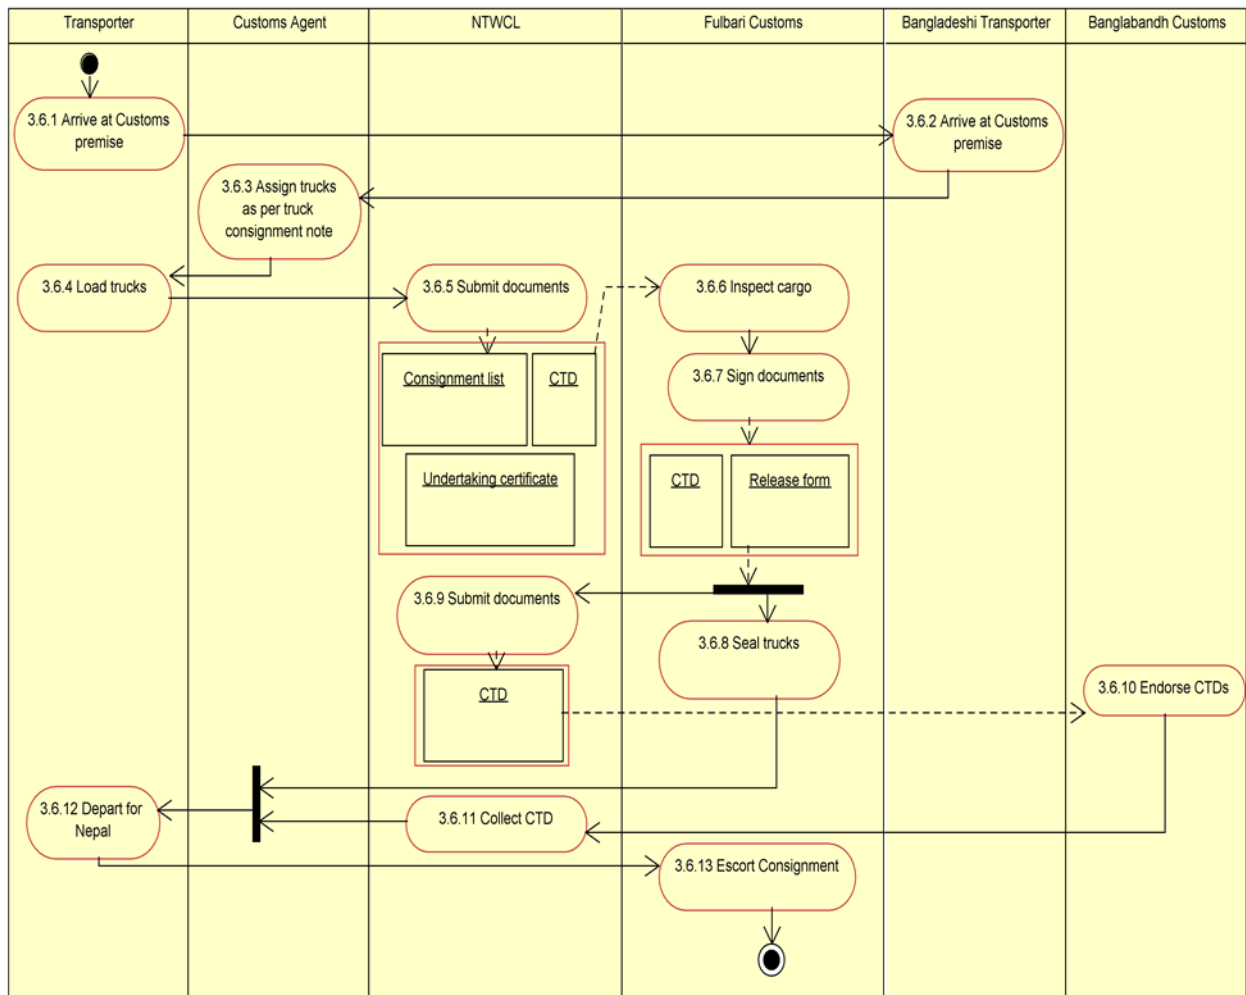 Transporter
Customs Agent
NTWCL
Fulbari Customs
Bangladeshi Transporter
Banglabandh Customs
3.6.1 Arrive at Customs
premise
3.6.2 Arrive at Customs
premise
3.6.3 Assign trucks
as per truck
consignment note
3.6.4 Load trucks
3.6.5 Submit documents
3.6.6 Inspect cargo
Consignment list
CTD
3.6.7 Sign documents
Undertaking certificate
CTD
Release form
3.6.9 Submit documents
3.6.8 Seal trucks
CTD
3.6.10 Endorse CTDs
3.6.12 Depart for
Nepal
3.6.11 Collect CTD
3.6.13 Escort Consignment